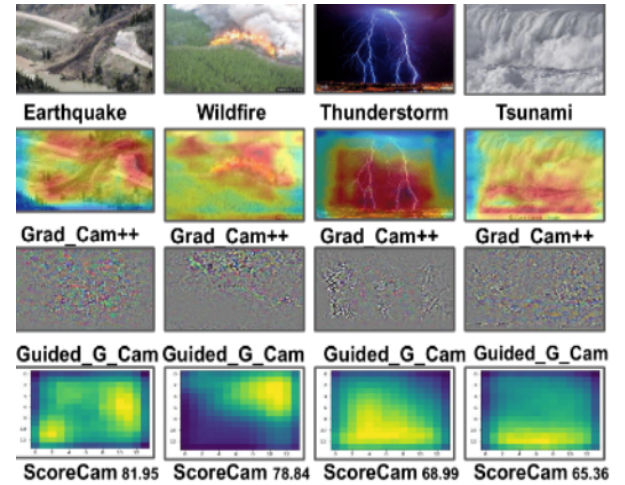 Earthquake Wildfire Thunderstorm Tsunami
Grad_Cam++ Grad_Cam++ Grad_Cam++ Grad_Cam++
Guided_G_Cam Guided_G_Cam Guided_G_Cam Guided_G_Cam
ScoreCam 81.95 ScoreCam 78.84 ScoreCam 68.99 ScoreCam 65.36